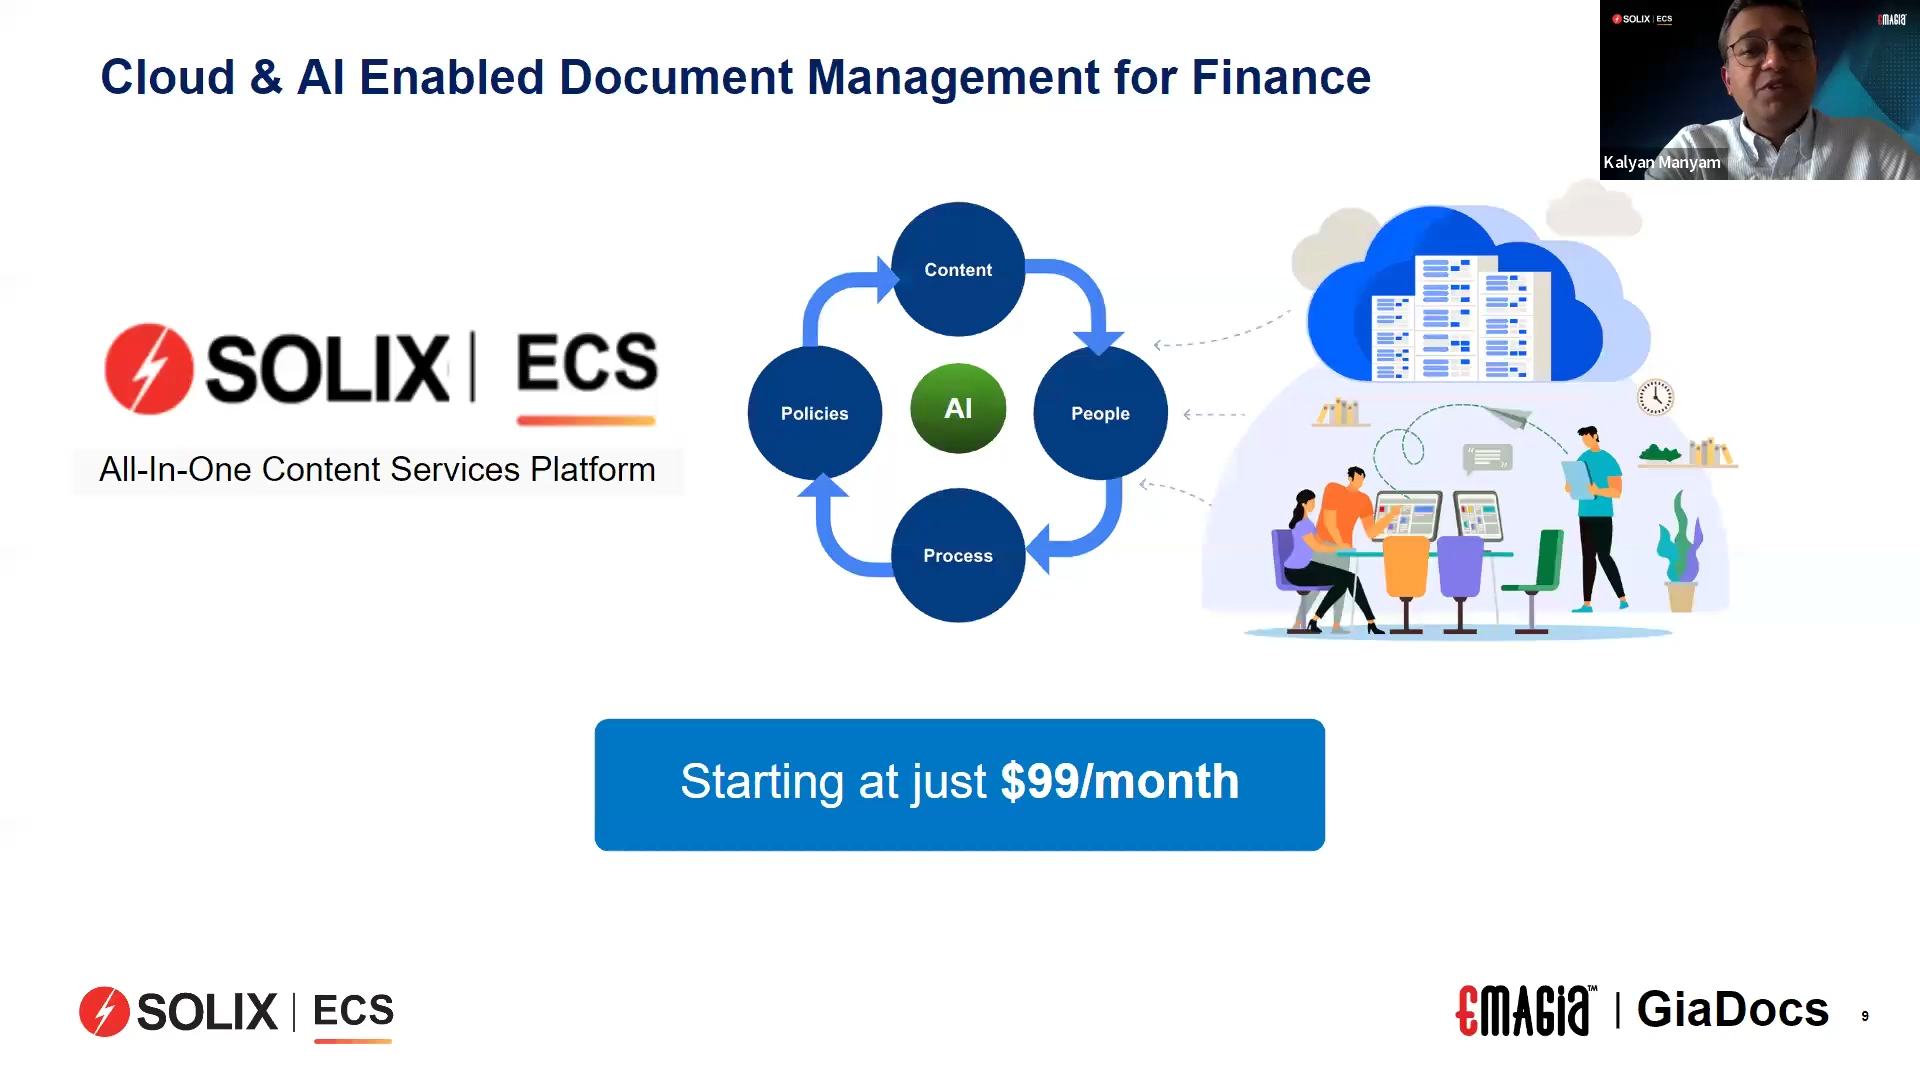 Cloud & AI Enabled Document Management for Finance
SOLIX | ECS
EMAGIA
Kalyan Manyam
Content
SOLIX | ECS
All-In-One Content Services Platform
Policies
AI
People
Process
Starting at just $99/month
SOLIX | ECS
EMAGIA™ | GiaDocs
9